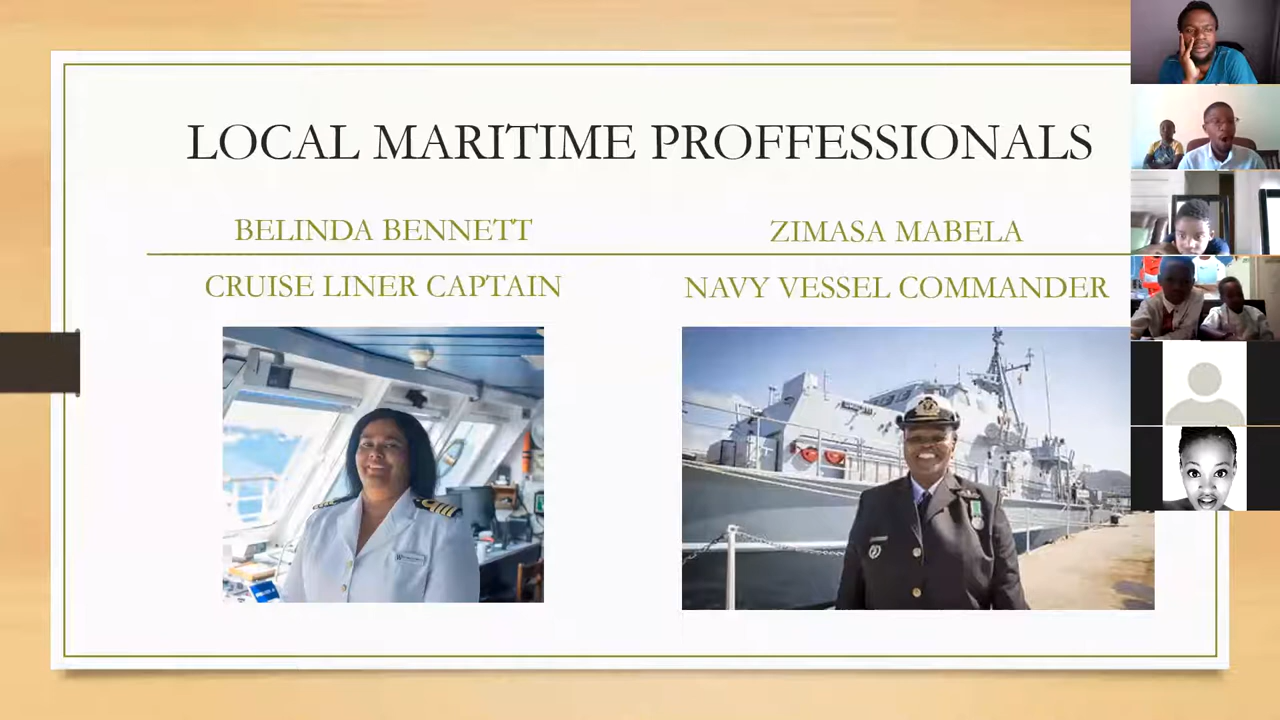 LOCAL MARITIME PROFFESSIONALS
BELINDA BENNETT
CRUISE LINER CAPTAIN
ZIMASA MABELA
NAVY VESSEL COMMANDER